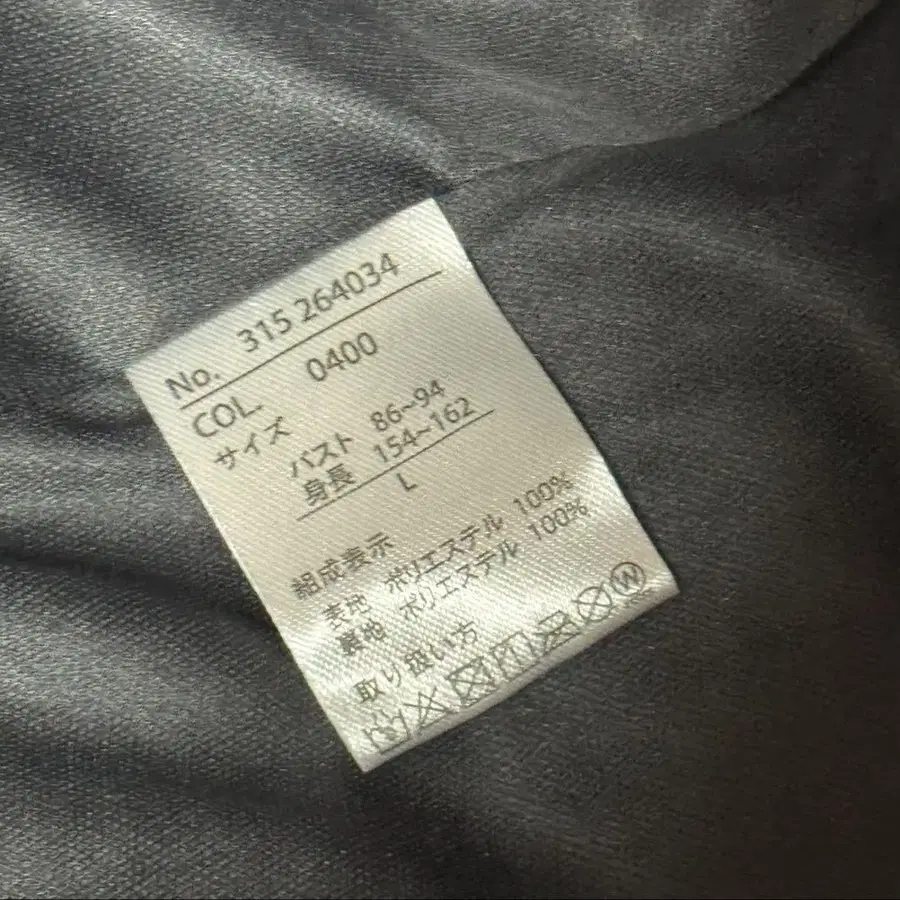 No. 315 264034
COL. 0400
サイズ
バスト 86~94
身長 154~162
L
組成表示
表地 ポリエステル 100%
裏地 ポリエステル 100%
取り扱い方
W